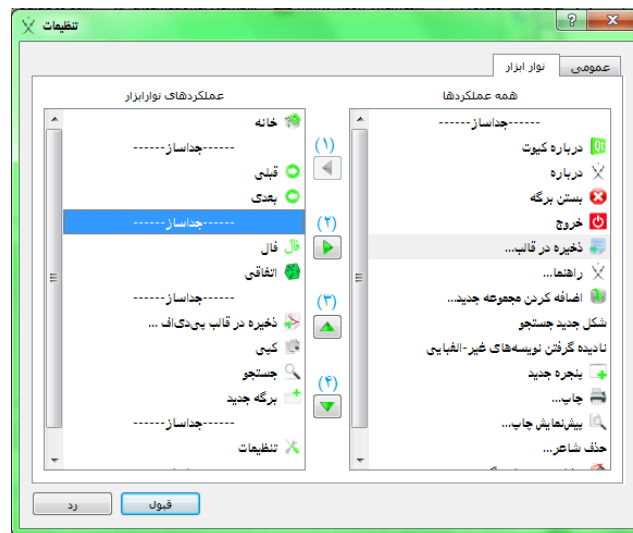 تنظیمات
عمومی
نوار ابزار
همه عملکردها
------جداساز------
درباره کیوت
درباره
بستن برگه
خروج
ذخیره در قالب...
راهنما...
اضافه کردن مجموعه جدید...
شکل جدید جستجو
نادیده گرفتن نویسه‌های غیر-الفبایی
پنجره جدید
چاپ...
پیش‌نمایش چاپ...
حذف شاعر...
(۱)
(۲)
(۳)
(۴)
عملکردهای نوارابزار
خانه
------جداساز------
قبلی
بعدی
------جداساز------
فال
فال
اتفاقی
------جداساز------
ذخیره در قالب پی‌دی‌اف ...
کپی
جستجو
برگه جدید
------جداساز------
تنظیمات
قبول
رد